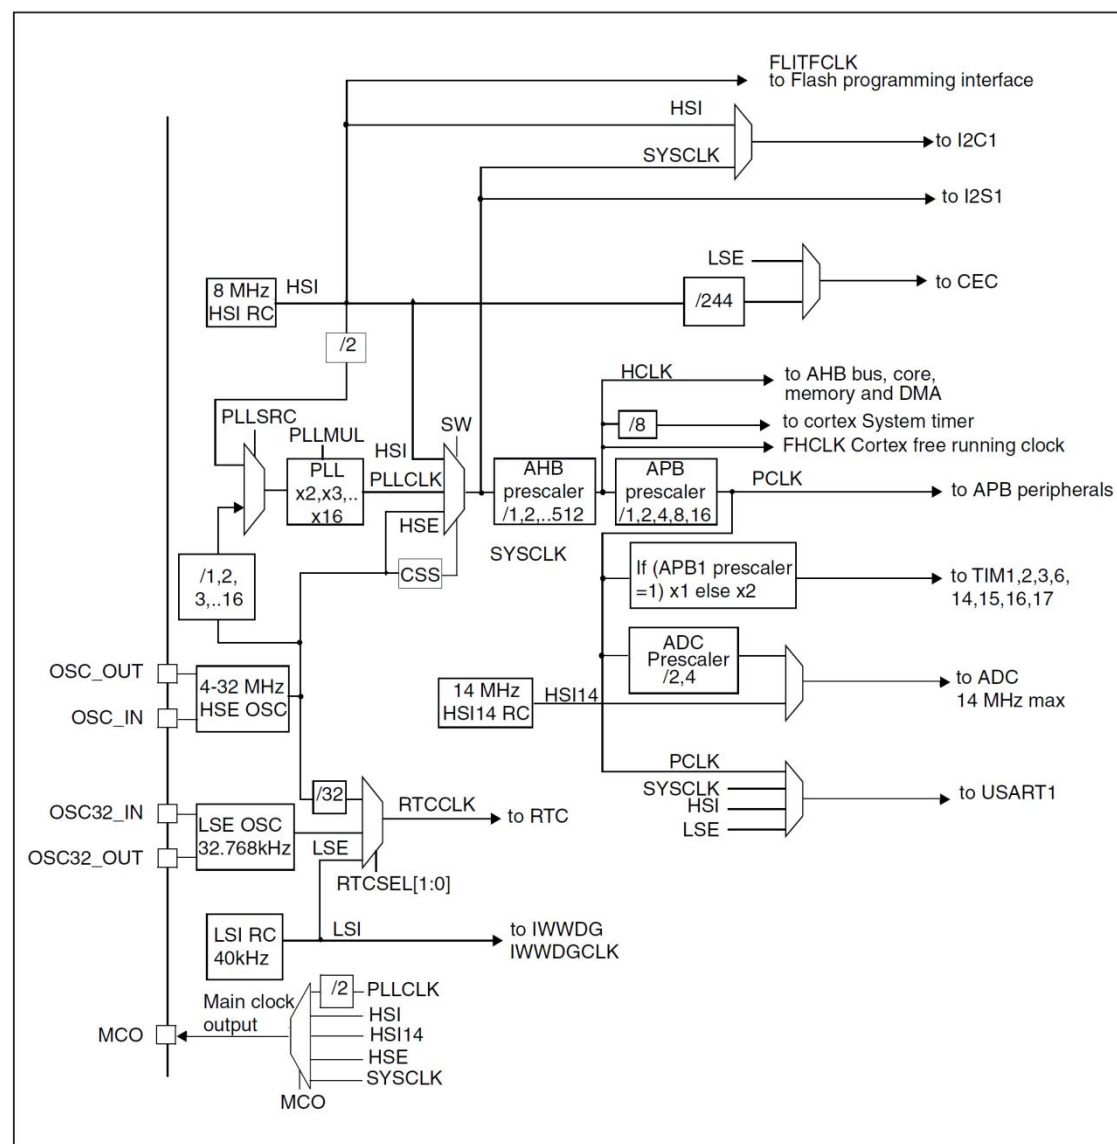 FLITFCLK
to Flash programming interface
HSI
to I2C1
SYSCLK
to I2S1
LSE
to CEC
8 MHz
HSI RC
HSI
/244
/2
HCLK
to AHB bus, core,
memory and DMA
PLLSRC
SW
/8
to cortex System timer
PLLMUL
HSI
FHCLK Cortex free running clock
PLL
x2,x3,..
x16
PLLCLK
AHB
prescaler
/1,2,..512
APB
prescaler
/1,2,4,8,16
PCLK
to APB peripherals
HSE
SYSCLK
/1,2,
3,..16
CSS
If (APB1 prescaler
=1) x1 else x2
to TIM1,2,3,6,
14,15,16,17
OSC_OUT
OSC_IN
4-32 MHz
HSE OSC
ADC
Prescaler
/2,4
14 MHz
HSI14 RC
HSI14
to ADC
14 MHz max
PCLK
SYSCLK
HSI
LSE
to USART1
OSC32_IN
OSC32_OUT
LSE OSC
32.768kHz
/32
RTCCLK
to RTC
LSE
RTCSEL[1:0]
LSI RC
40kHz
LSI
to IWWDG
IWWDGCLK
/2
PLLCLK
Main clock
output
HSI
MCO
HSI14
HSE
SYSCLK
MCO